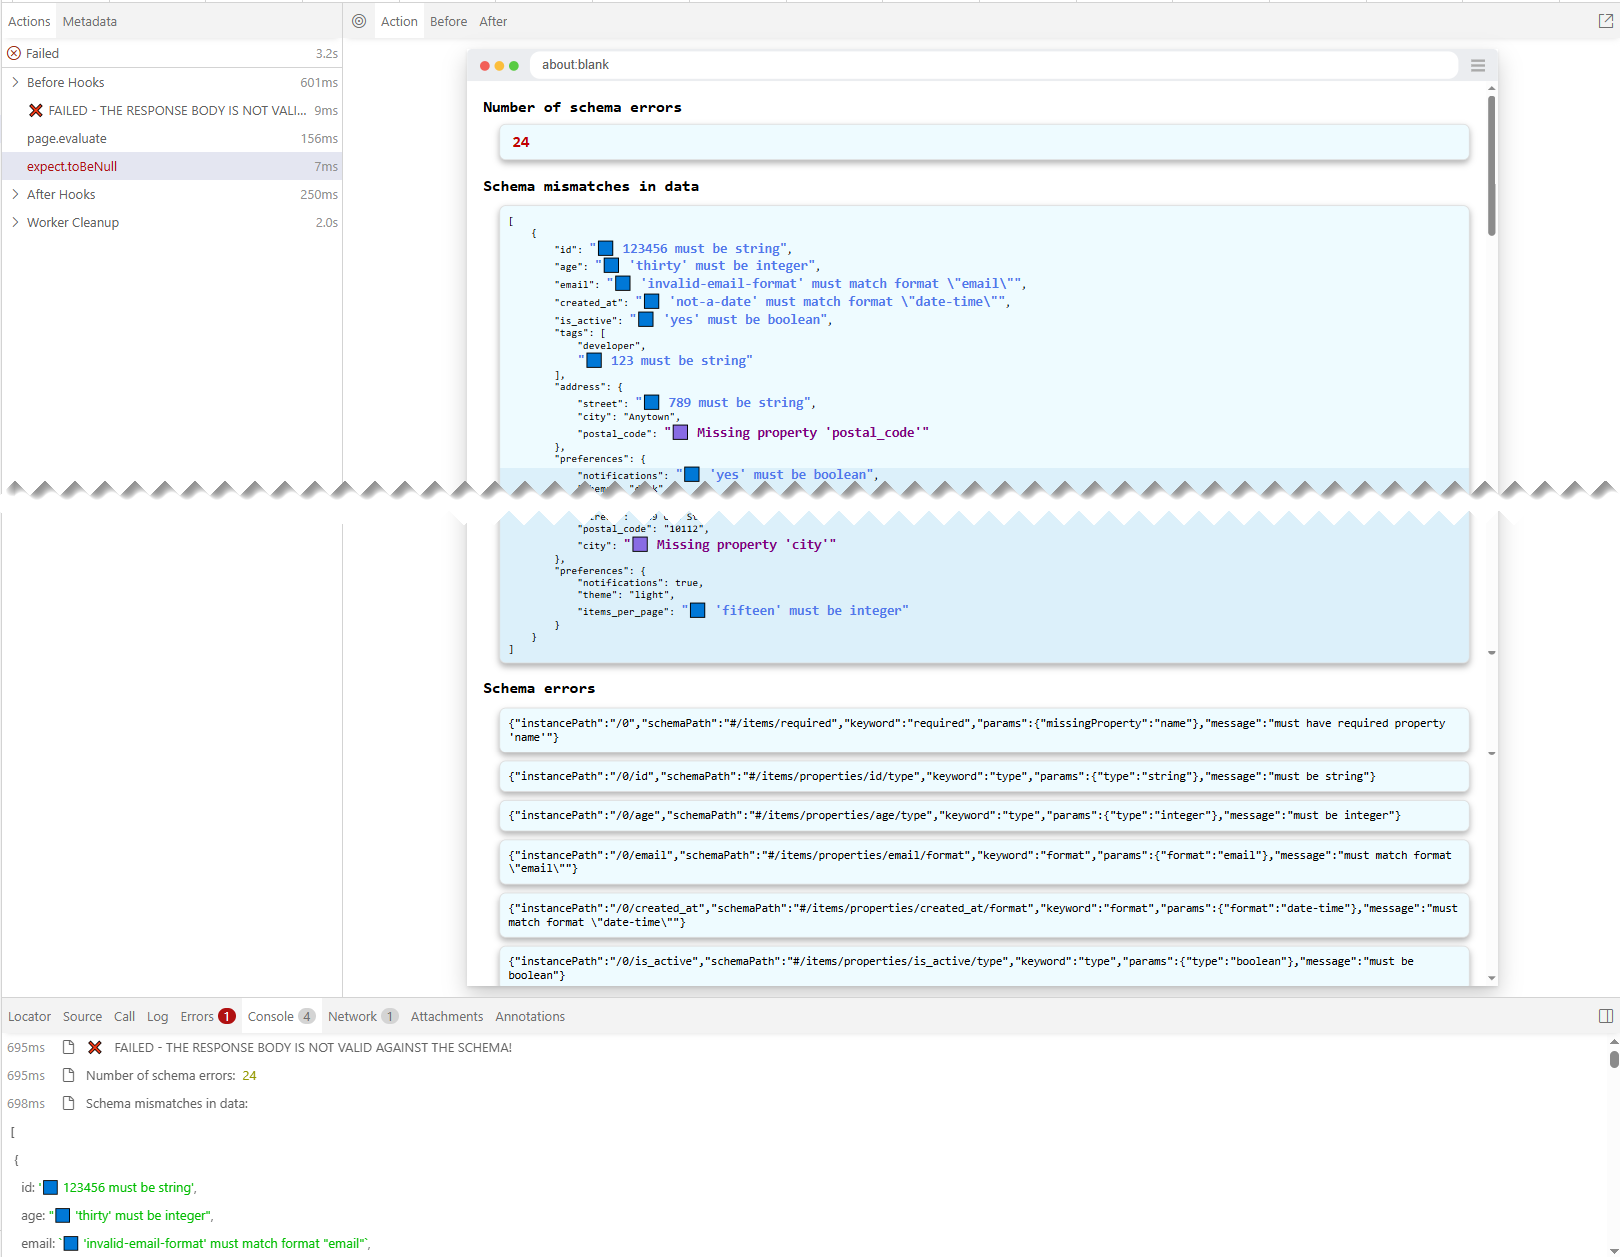 Actions Metadata
Action Before After
Failed 3.2s
Before Hooks 601ms
FAILED - THE RESPONSE BODY IS NOT VALI... 9ms
page.evaluate 156ms
expect.toBeNull 7ms
After Hooks 250ms
Worker Cleanup 2.0s
about:blank
Number of schema errors
24
Schema mismatches in data
[
{
"id": " 123456 must be string",
"age": " 'thirty' must be integer",
"email": " 'invalid-email-format' must match format \"email\"",
"created_at": " 'not-a-date' must match format \"date-time\"",
"is_active": " 'yes' must be boolean",
"tags": [
"developer",
" 123 must be string"
],
"address": {
"street": " 789 must be string",
"city": "Anytown",
"postal_code": " Missing property 'postal_code'"
},
"preferences": {
"notifications": " 'yes' must be boolean",
"postal_code": "10112",
"city": " Missing property 'city'"
},
"preferences": {
"notifications": true,
"theme": "light",
"items_per_page": " 'fifteen' must be integer"
}
}
]
Schema errors
{"instancePath":"/0","schemaPath":"#/items/required","keyword":"required","params":{"missingProperty":"name"},"message":"must have required property
'name'"}
{"instancePath":"/0/id","schemaPath":"#/items/properties/id/type","keyword":"type","params":{"type":"string"},"message":"must be string"}
{"instancePath":"/0/age","schemaPath":"#/items/properties/age/type","keyword":"type","params":{"type":"integer"},"message":"must be integer"}
{"instancePath":"/0/email","schemaPath":"#/items/properties/email/format","keyword":"format","params":{"format":"email"},"message":"must match format
\"email\""}
{"instancePath":"/0/created_at","schemaPath":"#/items/properties/created_at/format","keyword":"format","params":{"format":"date-time"},"message":"must
match format \"date-time\""}
{"instancePath":"/0/is_active","schemaPath":"#/items/properties/is_active/type","keyword":"type","params":{"type":"boolean"},"message":"must be
boolean"}
Locator Source Call Log Errors 1 Console 4 Network 1 Attachments Annotations
695ms FAILED - THE RESPONSE BODY IS NOT VALID AGAINST THE SCHEMA!
695ms Number of schema errors: 24
698ms Schema mismatches in data:
[
{
id: ' 123456 must be string',
age: " 'thirty' must be integer",
email: ` 'invalid-email-format' must match format "email"`,